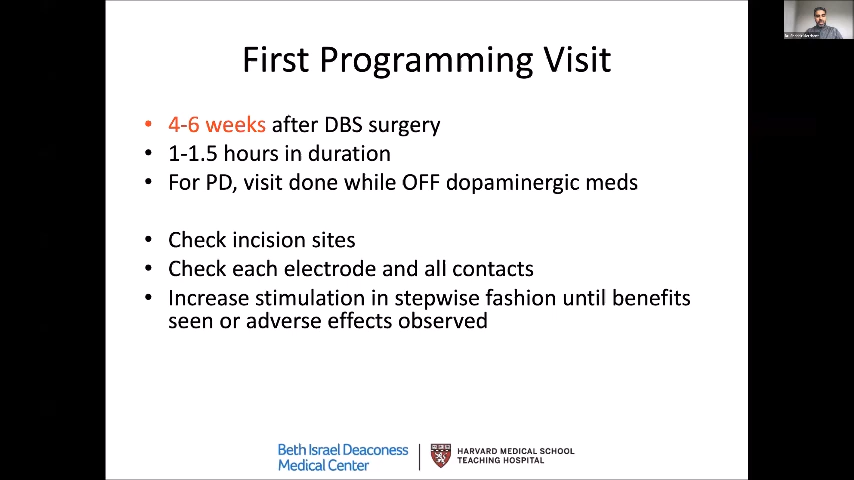 First Programming Visit
• 4-6 weeks after DBS surgery
• 1-1.5 hours in duration
• For PD, visit done while OFF dopaminergic meds
• Check incision sites
• Check each electrode and all contacts
• Increase stimulation in stepwise fashion until benefits
seen or adverse effects observed
Beth Israel Deaconess
Medical Center
HARVARD MEDICAL SCHOOL
TEACHING HOSPITAL